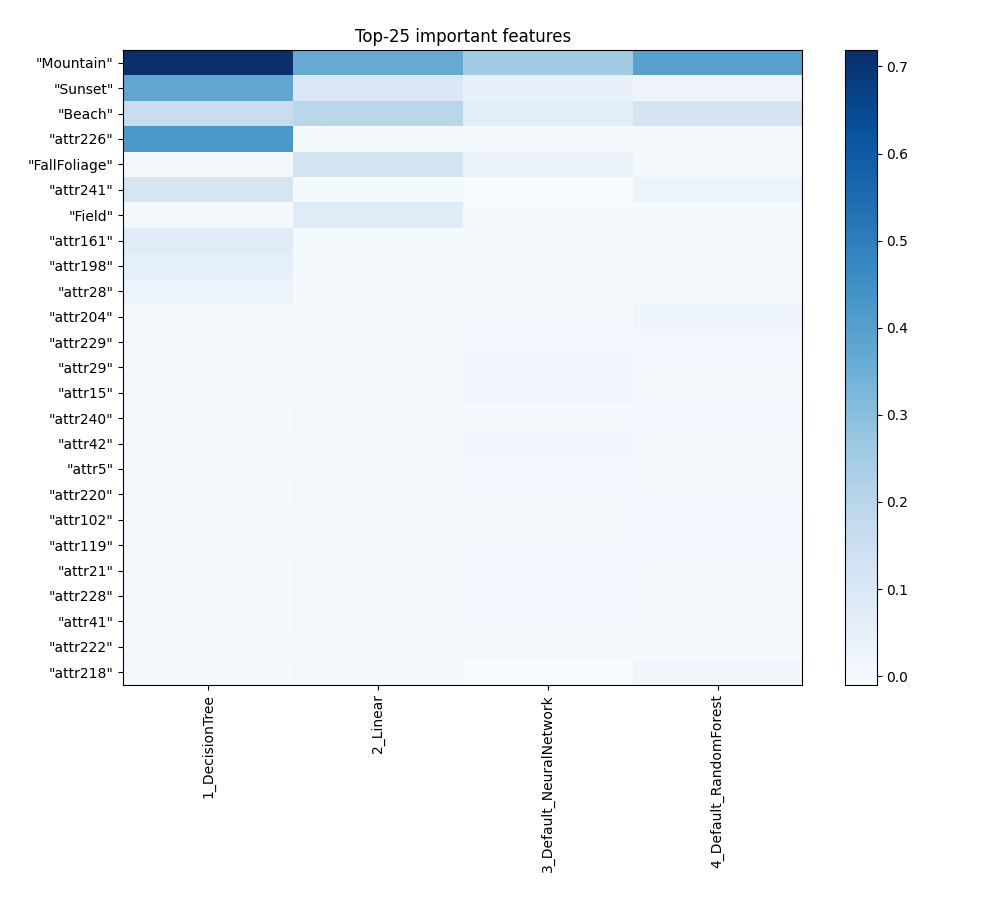 Top-25 important features
"Mountain"
"Sunset"
"Beach"
"attr226"
"FallFoliage"
"attr241"
"Field"
"attr161"
"attr198"
"attr28"
"attr204"
"attr229"
"attr29"
"attr15"
"attr240"
"attr42"
"attr5"
"attr220"
"attr102"
"attr119"
"attr21"
"attr228"
"attr41"
"attr222"
"attr218"
1_DecisionTree
2_Linear
3_Default_NeuralNetwork
4_Default_RandomForest
0.7
0.6
0.5
0.4
0.3
0.2
0.1
0.0